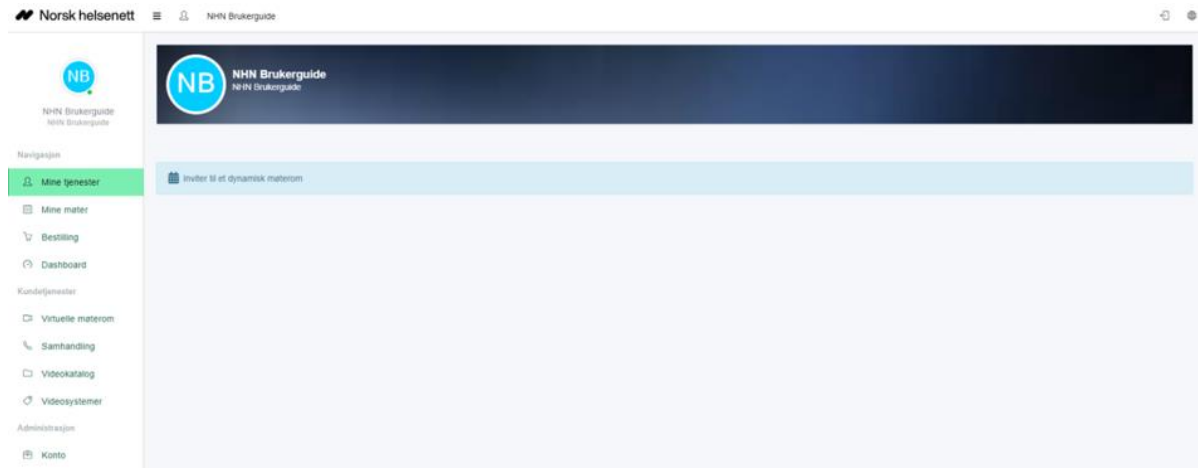 Norsk helsenett
NHN Brukerguide
NB
NHN Brukerguide
NHN Brukerguide
Navigasjon
Mine tjenester
Mine møter
Bestilling
Dashboard
Kundetjenester
Virtuelle møterom
Samhandling
Videokatalog
Videosystemer
Administrasjon
Konto
NB
NHN Brukerguide
NHN Brukerguide
Inviter til et dynamisk møterom